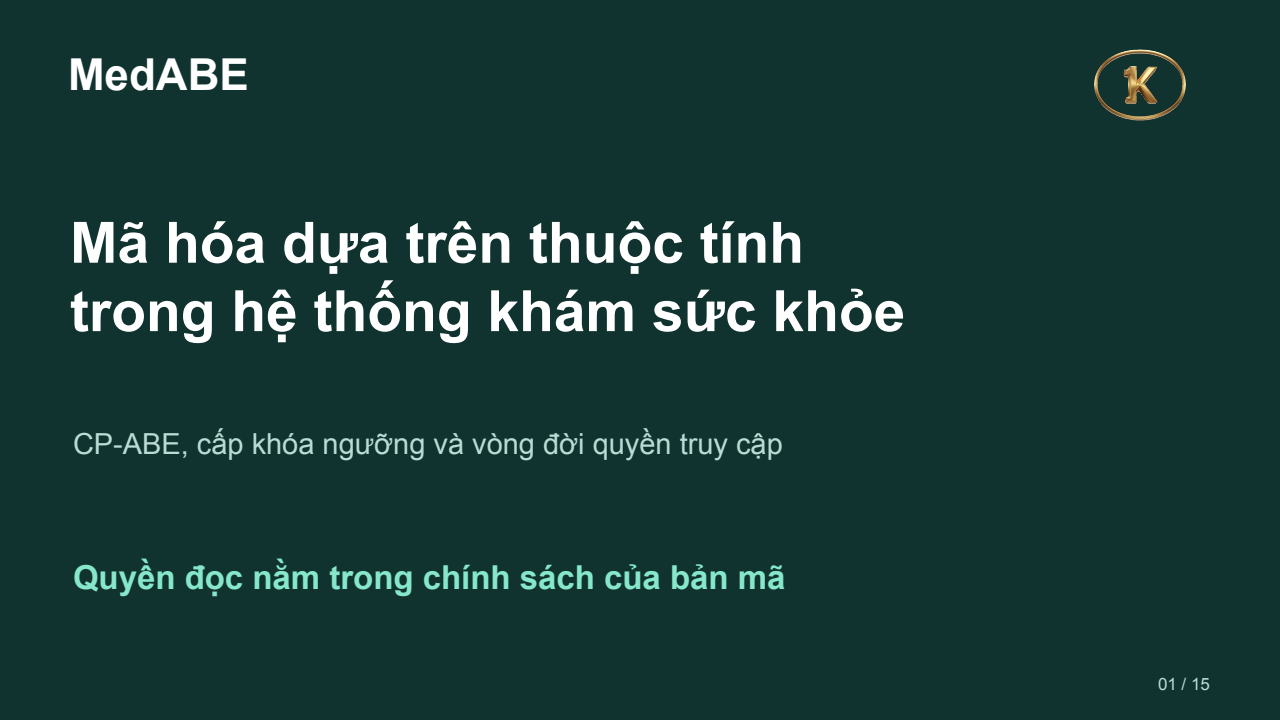 MedABE
K
Mã hóa dựa trên thuộc tính
trong hệ thống khám sức khỏe
CP-ABE, cấp khóa ngưỡng và vòng đời quyền truy cập
Quyền đọc nằm trong chính sách của bản mã
01 / 15